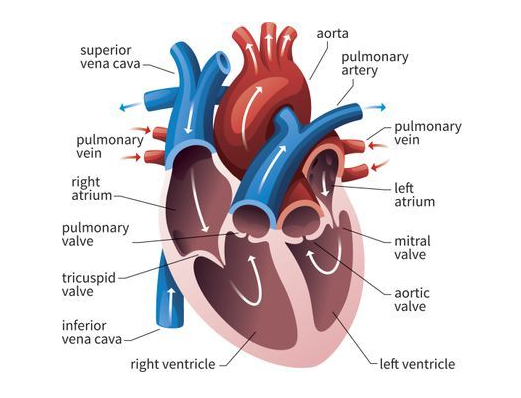 superior
vena cava
aorta
pulmonary
artery
pulmonary
vein
pulmonary
vein
right
atrium
left
atrium
pulmonary
valve
mitral
valve
tricuspid
valve
aortic
valve
inferior
vena cava
right ventricle
left ventricle